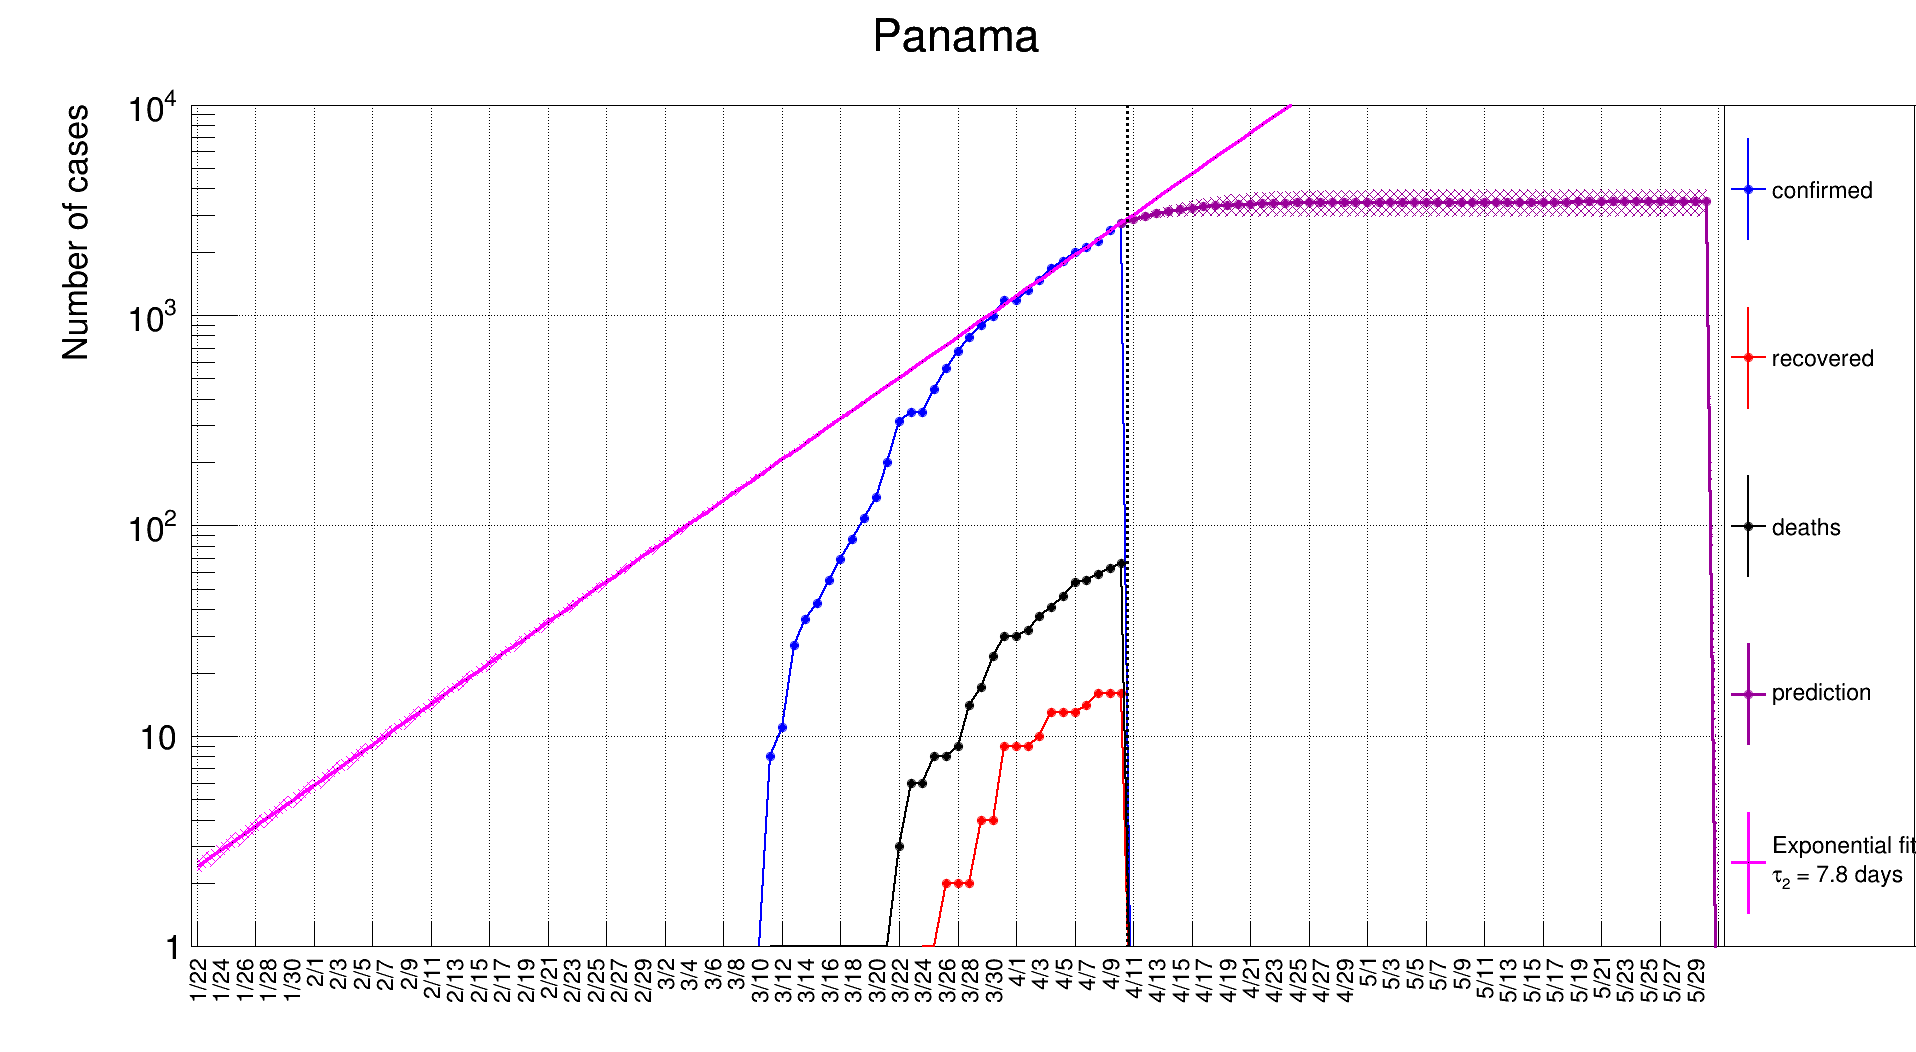 Panama
Number of cases
10^4
10^3
10^2
10
1
1/22 1/24 1/26 1/28 1/30 2/1 2/3 2/5 2/7 2/9 2/11 2/13 2/15 2/17 2/19 2/21 2/23 2/25 2/27 2/29 3/2 3/4 3/6 3/8 3/10 3/12 3/14 3/16 3/18 3/20 3/22 3/24 3/26 3/28 3/30 4/1 4/3 4/5 4/7 4/9 4/11 4/13 4/15 4/17 4/19 4/21 4/23 4/25 4/27 4/29 5/1 5/3 5/5 5/7 5/9 5/11 5/13 5/15 5/17 5/19 5/21 5/23 5/25 5/27 5/29
confirmed
recovered
deaths
prediction
Exponential fit
τ₂ = 7.8 days